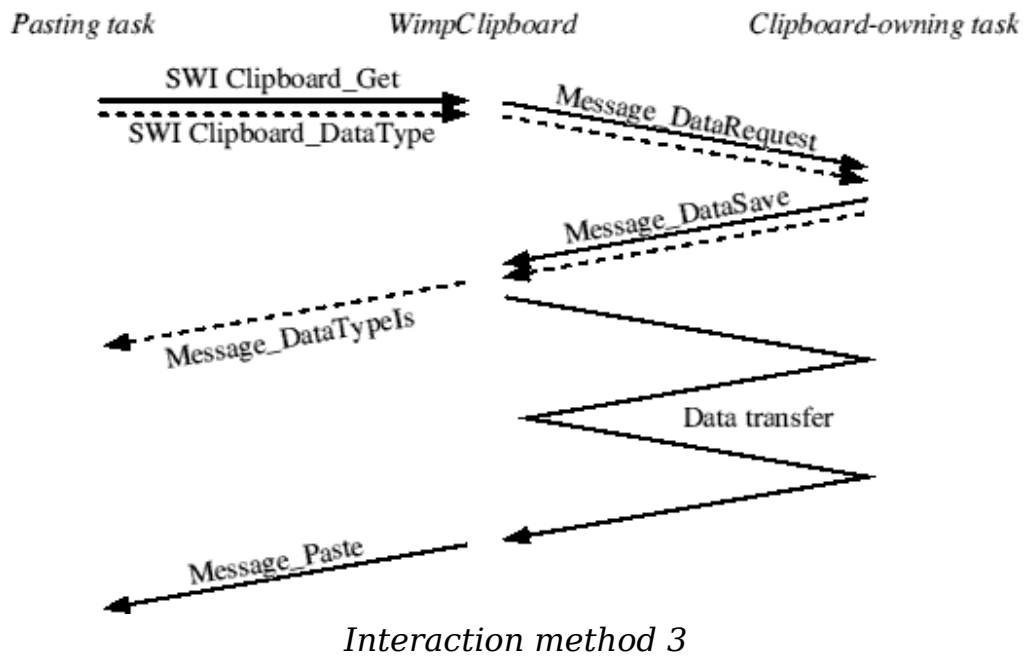 Pasting task WimpClipboard Clipboard-owning task
SWI Clipboard_Get
SWI Clipboard_DataType
Message_DataRequest
Message_DataSave
Message_DataTypeIs
Data transfer
Message_Paste
Interaction method 3